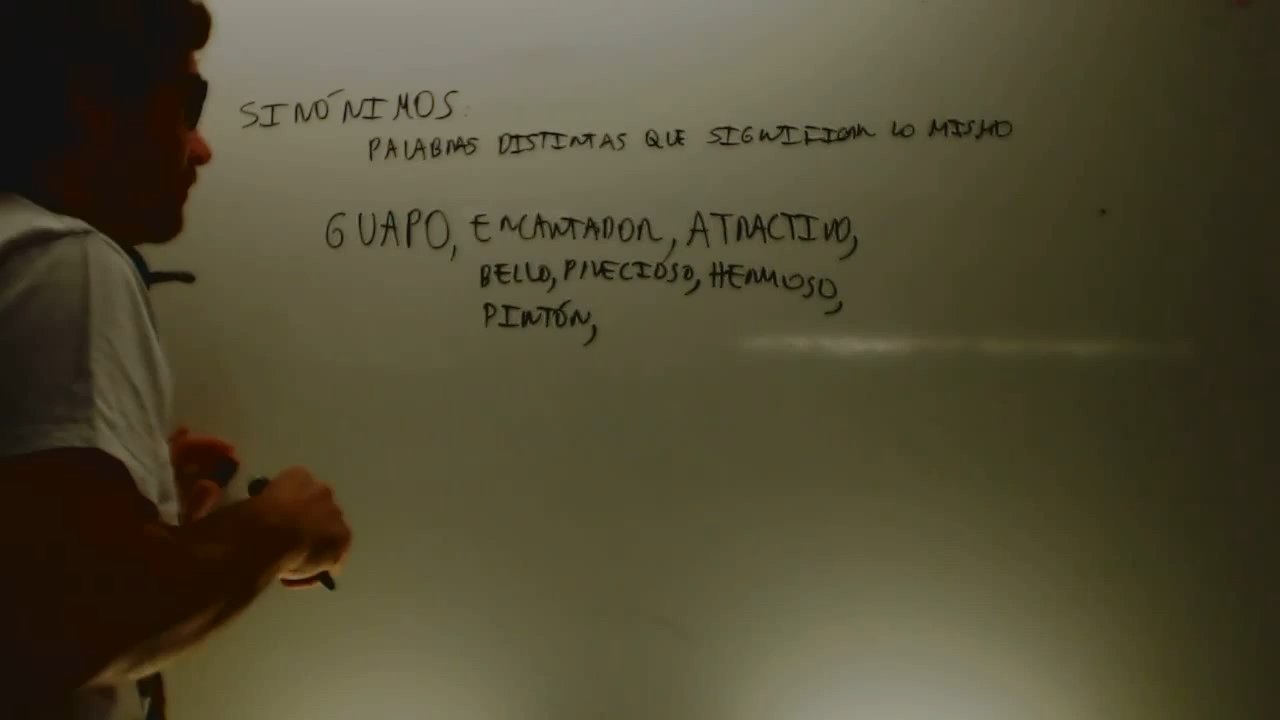 SINÓNIMOS:
PALABRAS DISTINTAS QUE SIGNIFICAN LO MISMO
GUAPO, ENCANTADOR, ATRACTIVO,
BELLO, PRECIOSO, HERMOSO,
PINTÓN,